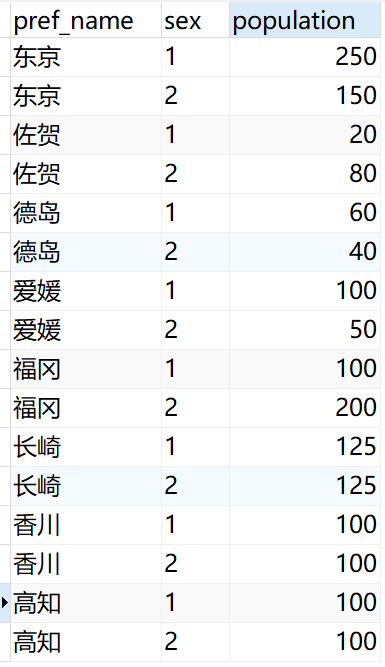 pref_name sex population
东京 1 250
东京 2 150
佐贺 1 20
佐贺 2 80
德岛 1 60
德岛 2 40
爱媛 1 100
爱媛 2 50
福冈 1 100
福冈 2 200
长崎 1 125
长崎 2 125
香川 1 100
香川 2 100
高知 1 100
高知 2 100